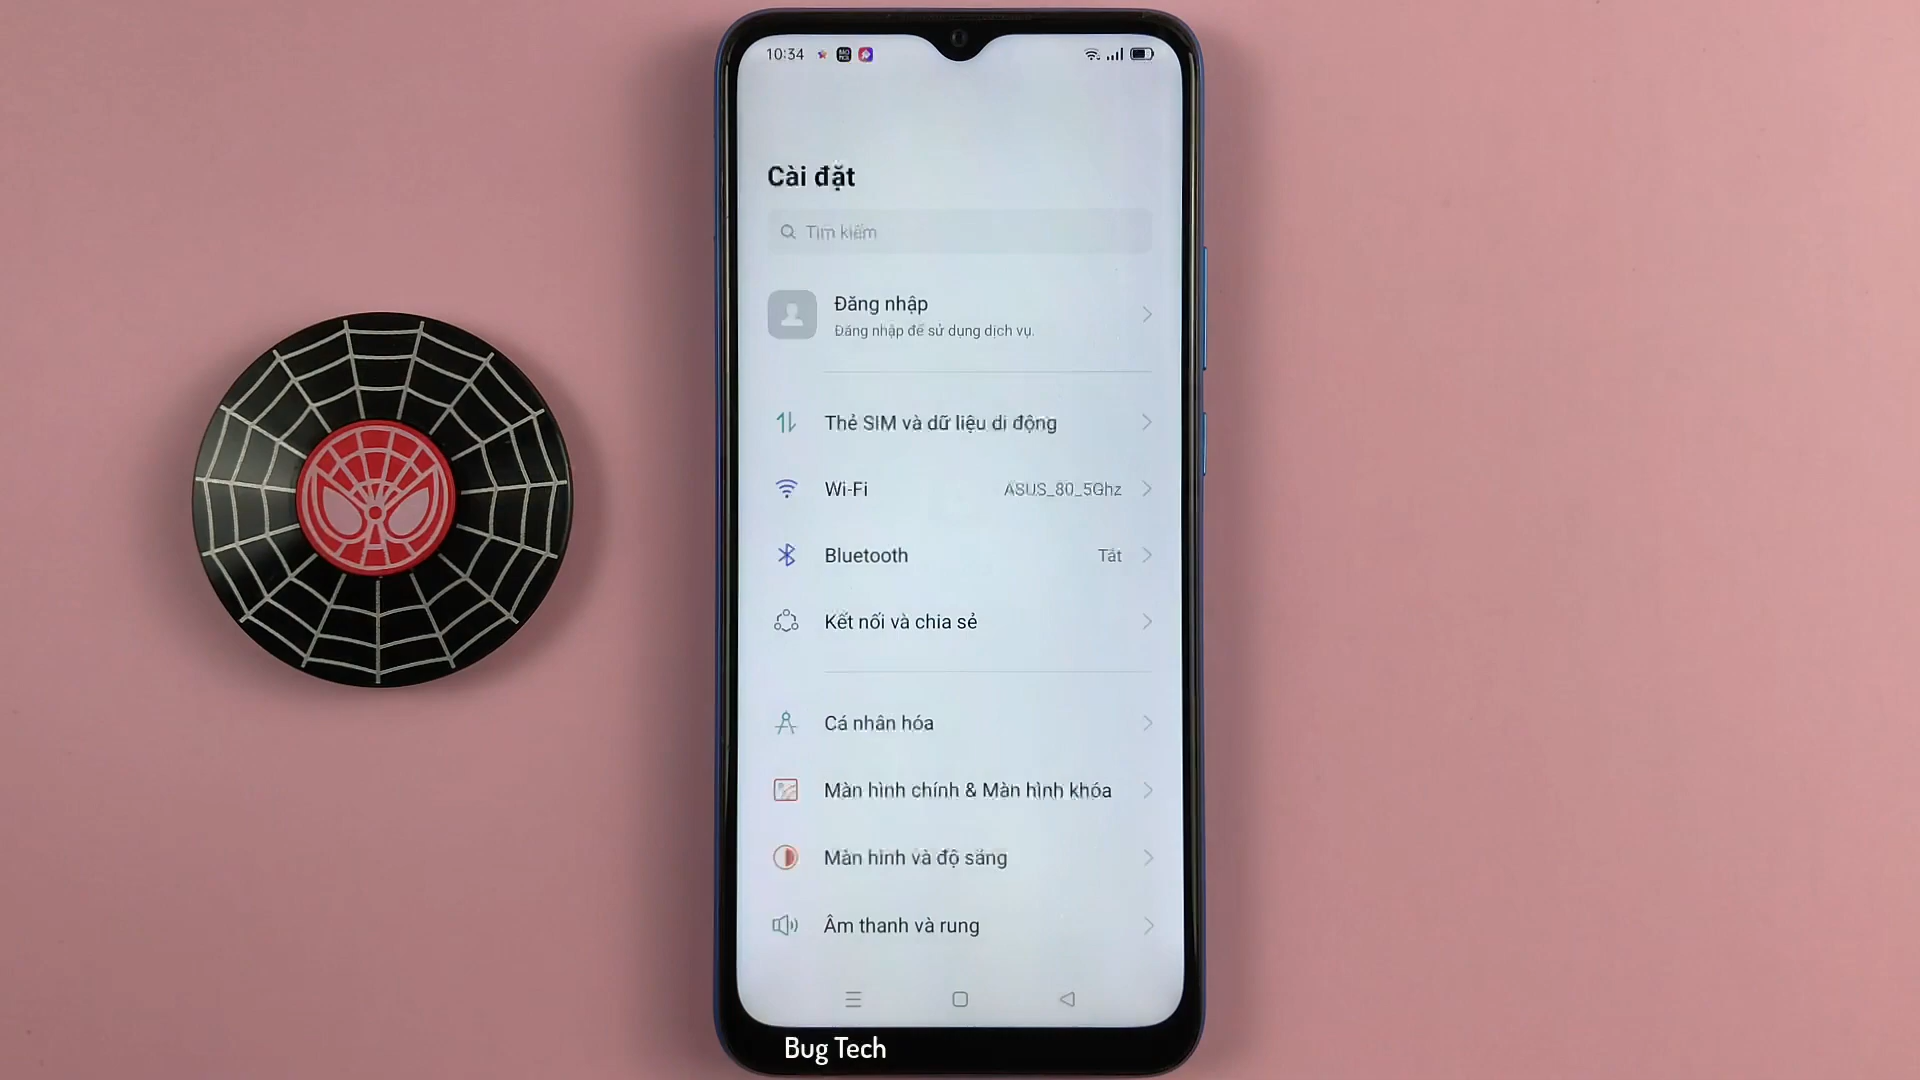 10:34
Cài đặt
Tìm kiếm
Đăng nhập
Đăng nhập để sử dụng dịch vụ.
Thẻ SIM và dữ liệu di động
Wi-Fi ASUS_80_5Ghz
Bluetooth Tắt
Kết nối và chia sẻ
Cá nhân hóa
Màn hình chính & Màn hình khóa
Màn hình và độ sáng
Âm thanh và rung
Bug Tech